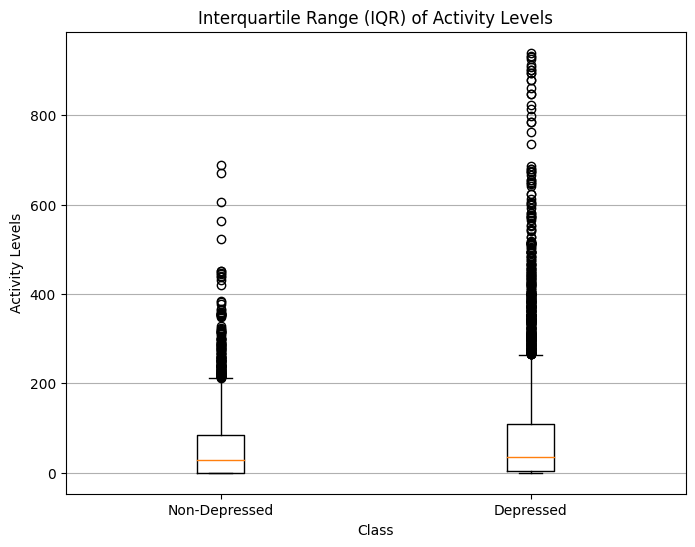 Interquartile Range (IQR) of Activity Levels
800
600
400
200
0
Activity Levels
Non-Depressed
Depressed
Class